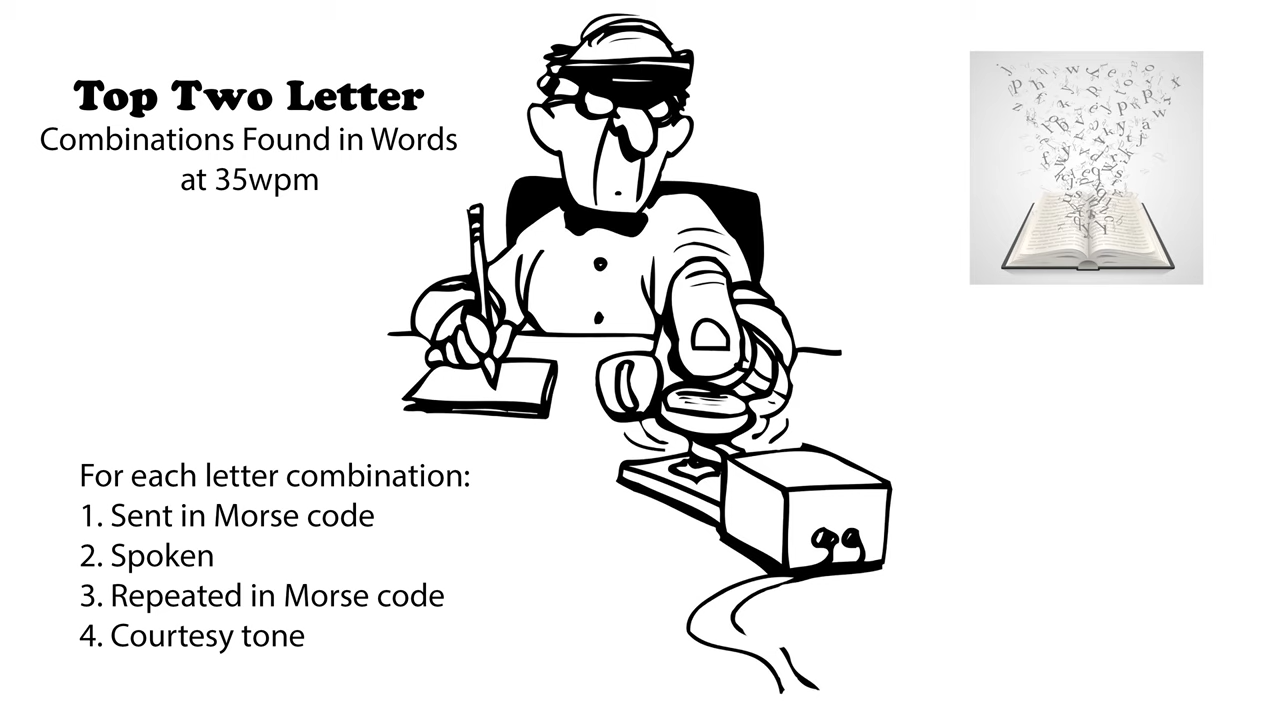 Top Two Letter
Combinations Found in Words
at 35wpm
For each letter combination:
1. Sent in Morse code
2. Spoken
3. Repeated in Morse code
4. Courtesy tone